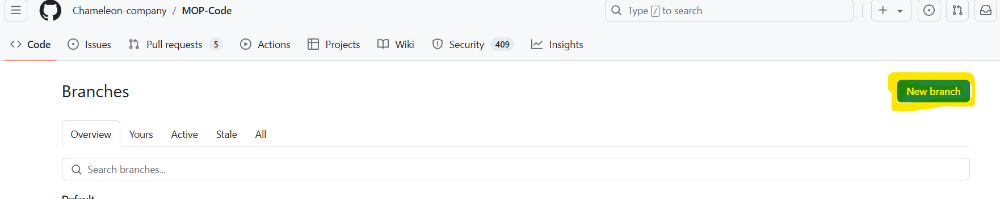 Chameleon-company / MOP-Code
Type / to search
Code Issues Pull requests 5 Actions Projects Wiki Security 409 Insights
Branches
New branch
Overview Yours Active Stale All
Search branches...
Default